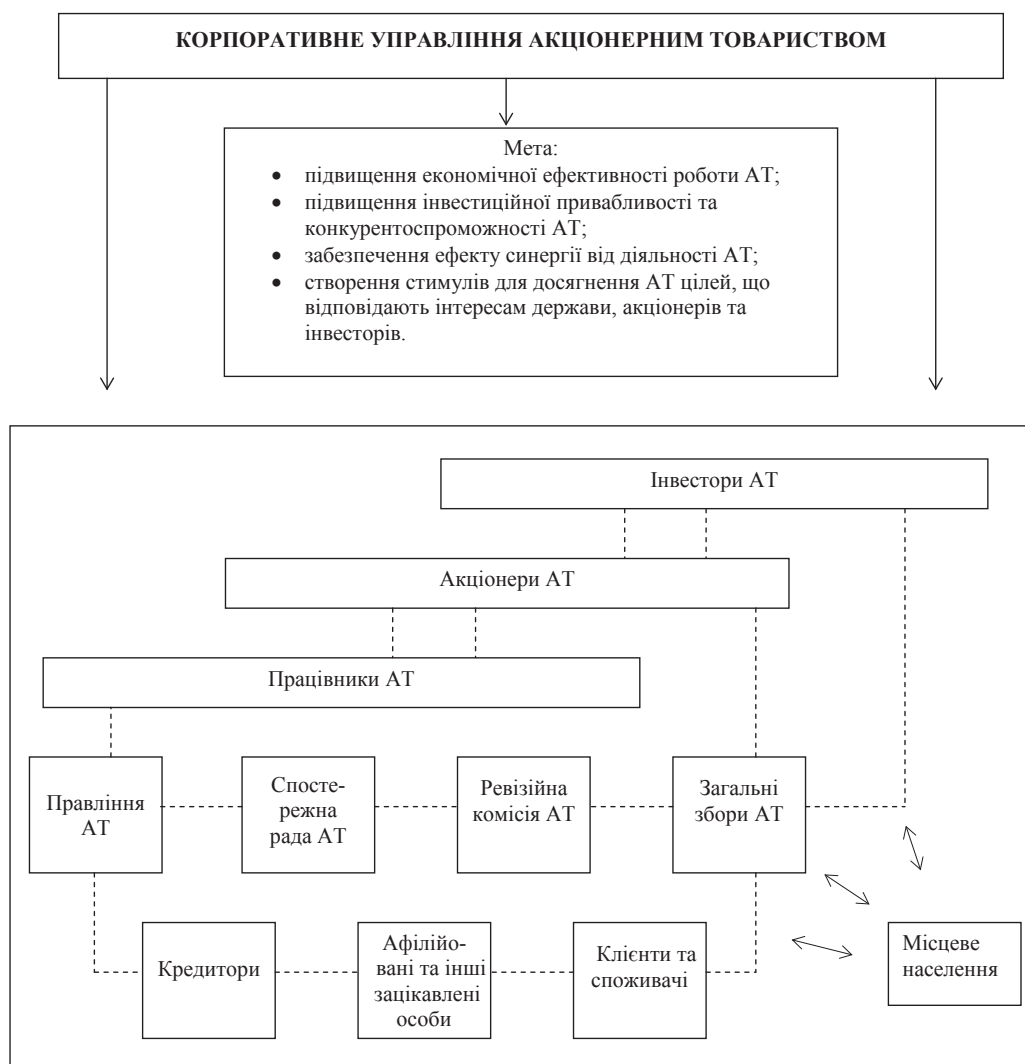 КОРПОРАТИВНЕ УПРАВЛІННЯ АКЦІОНЕРНИМ ТОВАРИСТВОМ
Мета:
• підвищення економічної ефективності роботи АТ;
• підвищення інвестиційної привабливості та
конкурентоспроможності АТ;
• забезпечення ефекту синергії від діяльності АТ;
• створення стимулів для досягнення АТ цілей, що
відповідають інтересам держави, акціонерів та
інвесторів.
Інвестори АТ
Акціонери АТ
Працівники АТ
Правління
АТ
Спосте-
режна
рада АТ
Ревізійна
комісія АТ
Загальні
збори АТ
Кредитори
Афілійо-
вані та інші
зацікавлені
особи
Клієнти та
споживачі
Місцеве
населення